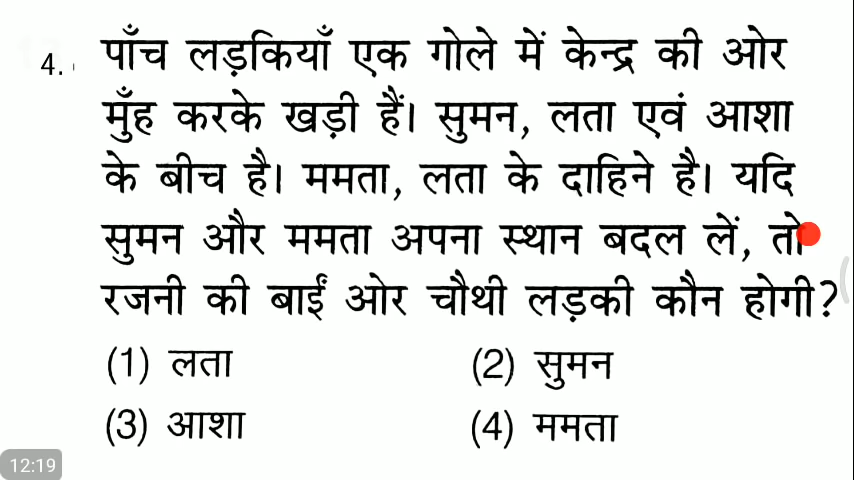 4. पाँच लड़कियाँ एक गोले में केन्द्र की ओर
मुँह करके खड़ी हैं। सुमन, लता एवं आशा
के बीच है। ममता, लता के दाहिने है। यदि
सुमन और ममता अपना स्थान बदल लें, तो
रजनी की बाईं ओर चौथी लड़की कौन होगी?
(1) लता (2) सुमन
(3) आशा (4) ममता
12:19